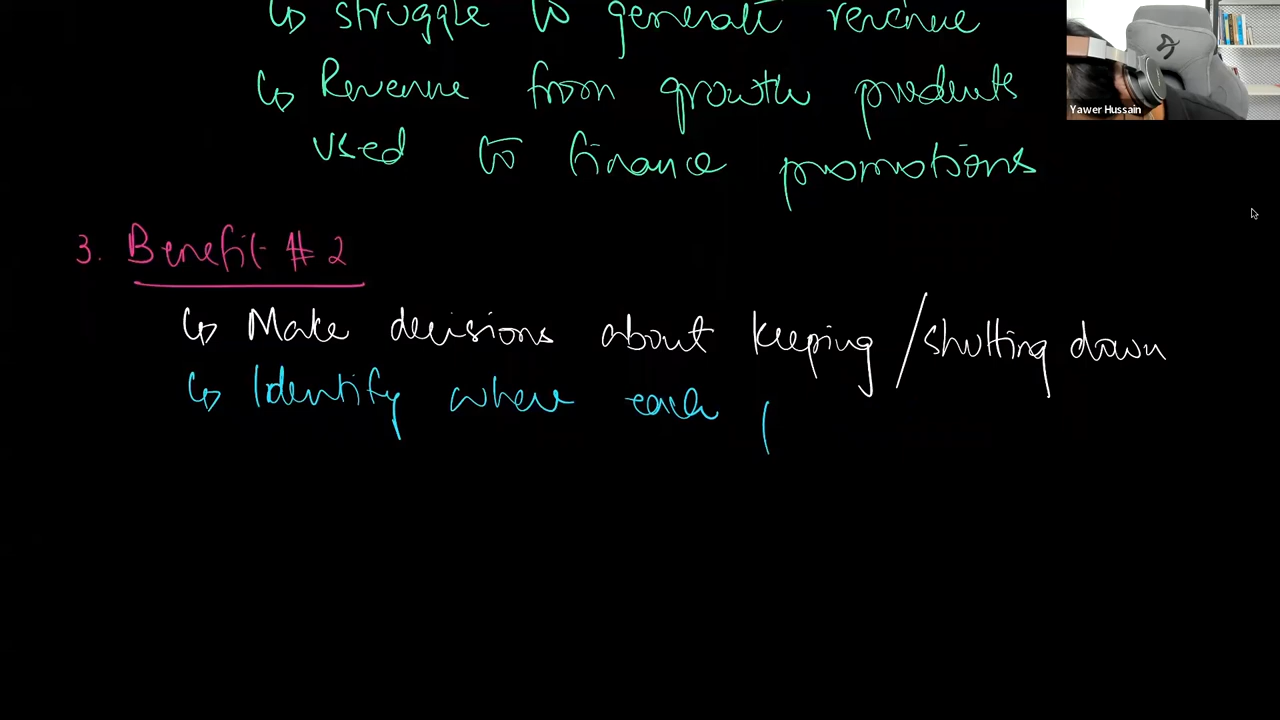 ↳ struggle to generate revenue
↳ Revenue from growth products
used to finance promotions
Yawer Hussain
3. Benefit #2
↳ Make decisions about keeping/shutting down
↳ Identify where each